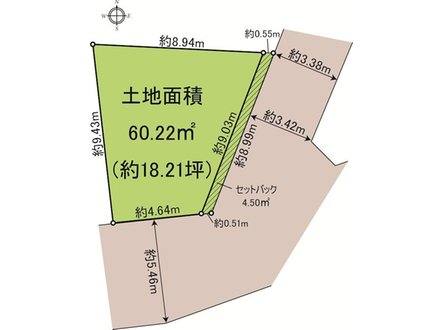 N
W E
S
約8.94m
約0.55m
約3.38m
土地面積
60.22㎡
(約18.21坪)
約9.43m
約9.03m
約8.99m
約3.42m
セットバック
4.50㎡
約4.64m
約0.51m
約5.46m